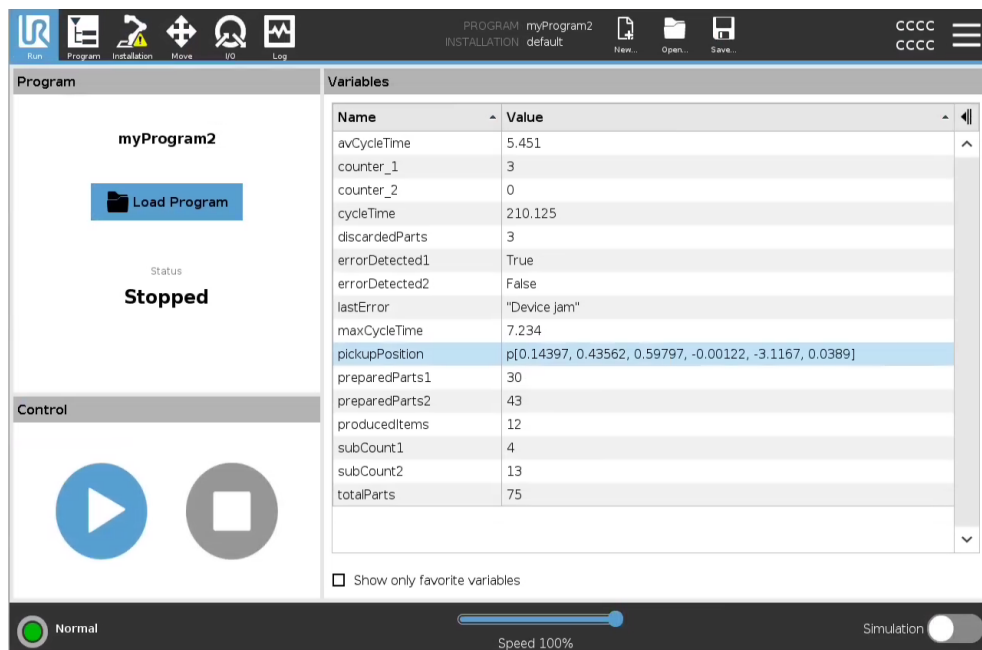 UR
PROGRAM myProgram2
INSTALLATION default
CCCC
CCCC
Run Program Installation Move I/O Log New... Open... Save...
Program
myProgram2
Load Program
Status
Stopped
Control
Variables
Name Value
avCycleTime 5.451
counter_1 3
counter_2 0
cycleTime 210.125
discardedParts 3
errorDetected1 True
errorDetected2 False
lastError "Device jam"
maxCycleTime 7.234
pickupPosition p[0.14397, 0.43562, 0.59797, -0.00122, -3.1167, 0.0389]
preparedParts1 30
preparedParts2 43
producedItems 12
subCount1 4
subCount2 13
totalParts 75
Show only favorite variables
Normal
Speed 100%
Simulation